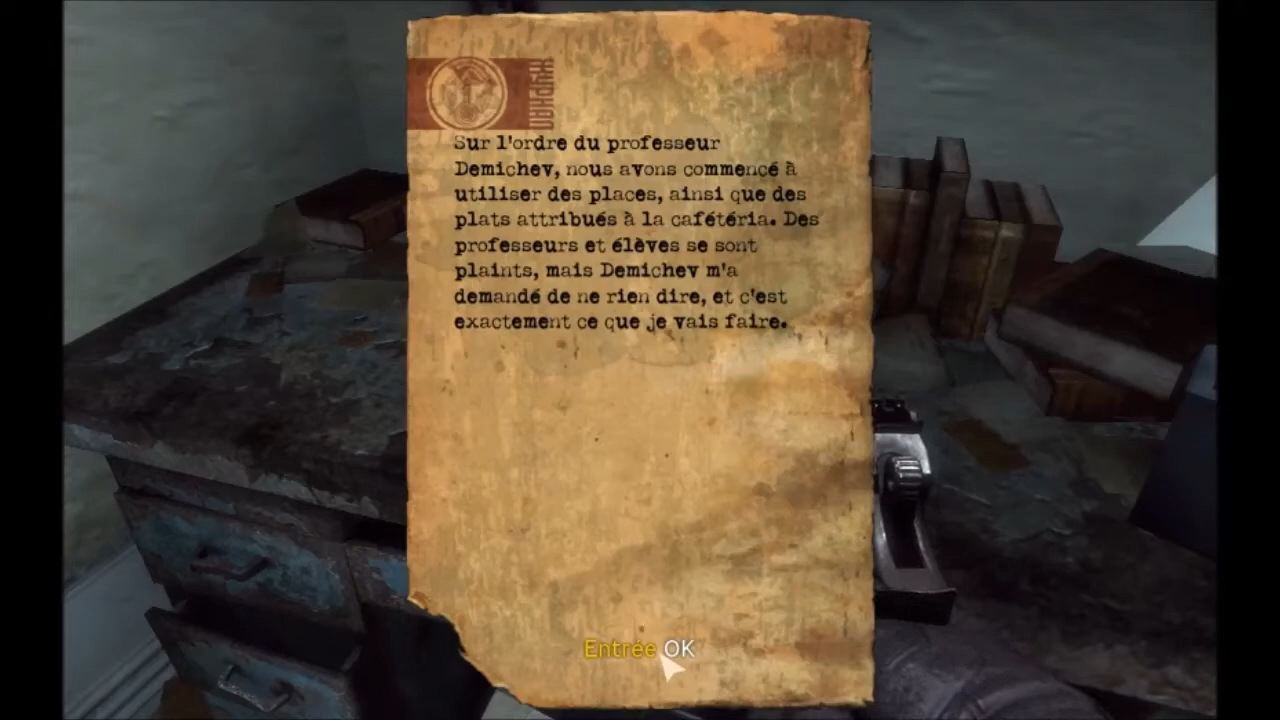 Sur l'ordre du professeur
Demichev, nous avons commencé à
utiliser des places, ainsi que des
plats attribués à la cafétéria. Des
professeurs et élèves se sont
plaints, mais Demichev m'a
demandé de ne rien dire, et c'est
exactement ce que je vais faire.
Entrée OK